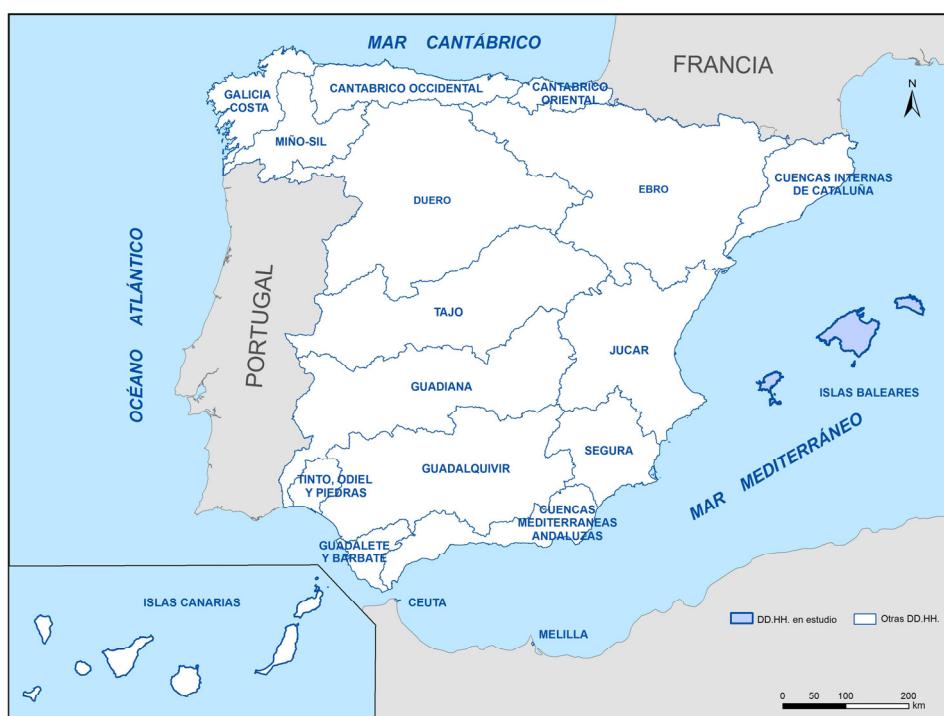 MAR CANTÁBRICO
FRANCIA
N
GALICIA
COSTA
CANTABRICO OCCIDENTAL
CANTABRICO
ORIENTAL
MIÑO-SIL
CUENCAS INTERNAS
DE CATALUÑA
EBRO
DUERO
OCÉANO ATLÁNTICO
PORTUGAL
TAJO
JUCAR
GUADIANA
ISLAS BALEARES
MAR MEDITERRÁNEO
SEGURA
GUADALQUIVIR
TINTO, ODIEL
Y PIEDRAS
CUENCAS
MEDITERRANEAS
ANDALUZAS
GUADALETE
Y BARBATE
ISLAS CANARIAS
CEUTA
MELILLA
DD.HH. en estudio
Otras DD.HH.
0 50 100 200
km